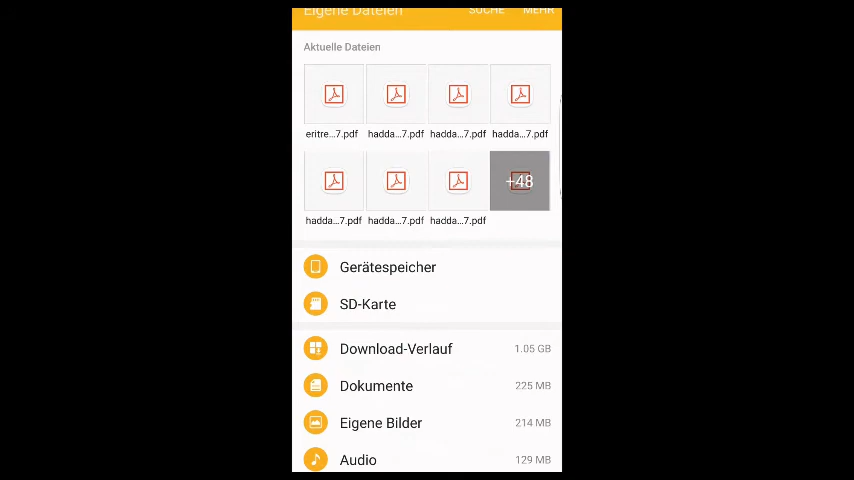 Eigene Dateien SUCHE MEHR
Aktuelle Dateien
eritre...7.pdf hadda...7.pdf hadda...7.pdf hadda...7.pdf
+48
hadda...7.pdf hadda...7.pdf hadda...7.pdf
Gerätespeicher
SD-Karte
Download-Verlauf 1.05 GB
Dokumente 225 MB
Eigene Bilder 214 MB
Audio 129 MB